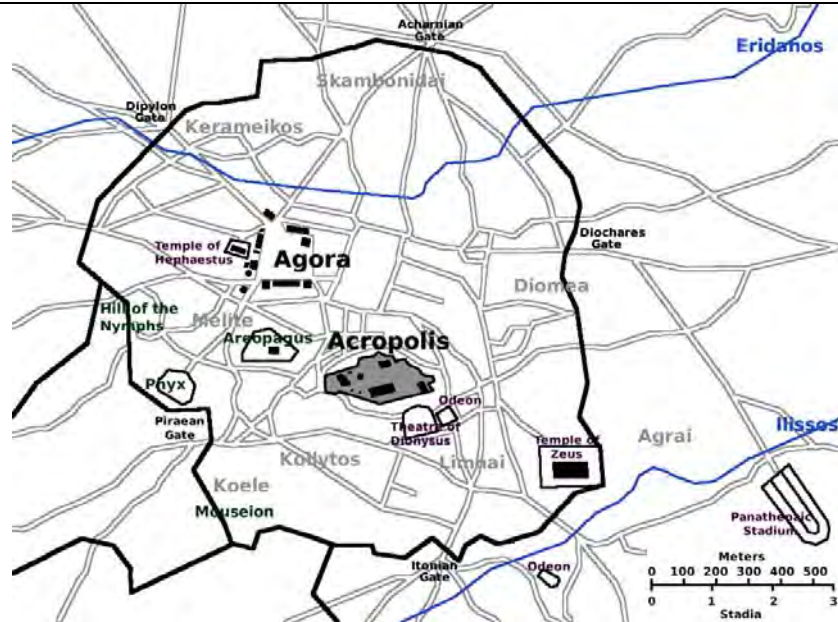 Acharnian
Gate
Eridanos
Skambonidai
Dipylon
Gate
Kerameikos
Temple of
Hephaestus
Agora
Diochares
Gate
Diomea
Hill of the
Nymphs
Melite
Areopagus
Acropolis
Phyx
Odeon
Piraean
Gate
Theatre of
Dionysus
Temple of
Zeus
Agrai
Ilissos
Kollytos
Limnai
Koele
Mouseion
Panathenaic
Stadium
Itonian
Gate
Odeon
Meters
0 100 200 300 400 500
0 1 2 3
Stadia